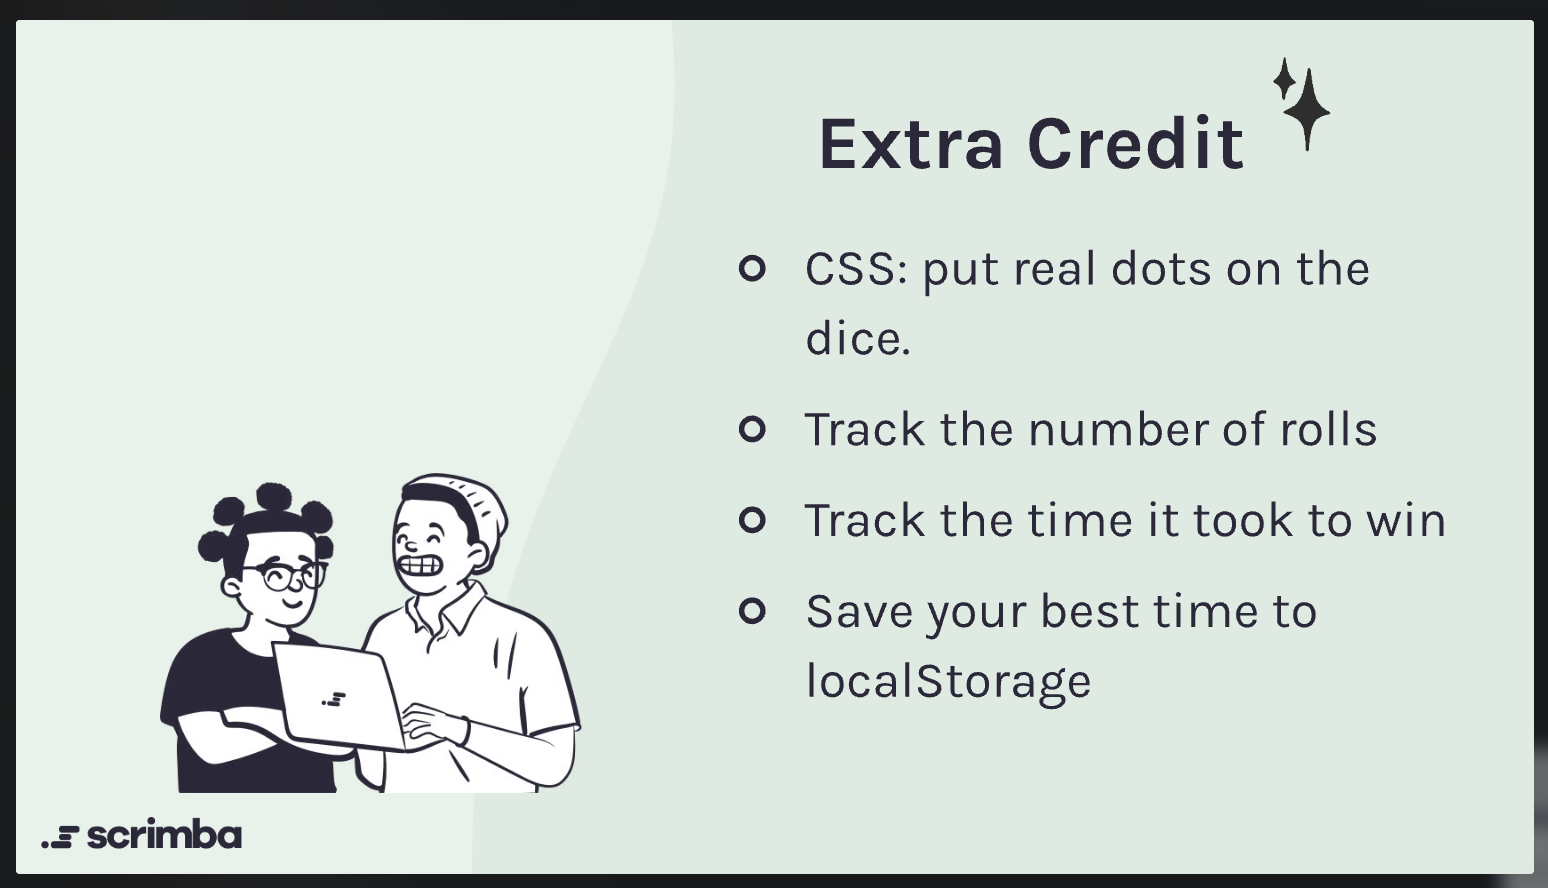 Extra Credit
CSS: put real dots on the
dice.
Track the number of rolls
Track the time it took to win
Save your best time to
localStorage
scrimba